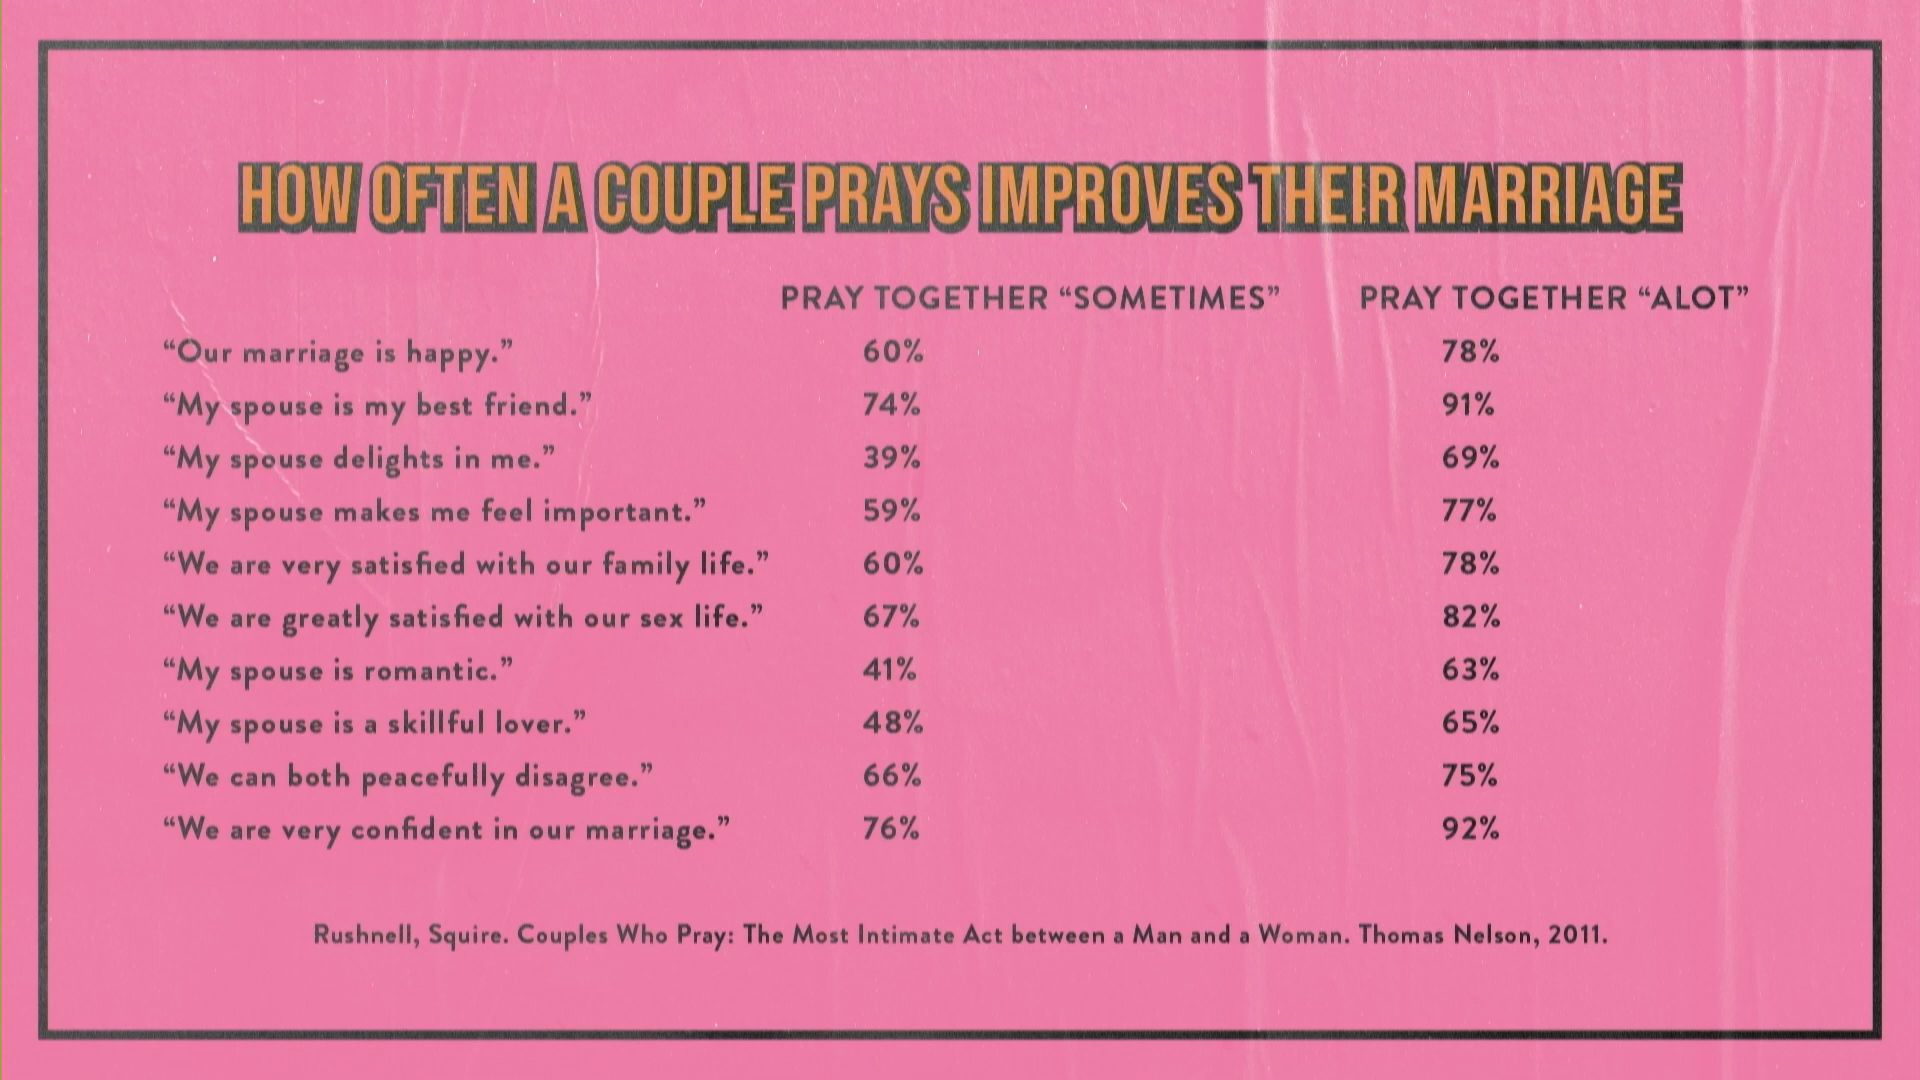 HOW OFTEN A COUPLE PRAYS IMPROVES THEIR MARRIAGE
PRAY TOGETHER “SOMETIMES” PRAY TOGETHER “ALOT”
“Our marriage is happy.” 60% 78%
“My spouse is my best friend.” 74% 91%
“My spouse delights in me.” 39% 69%
“My spouse makes me feel important.” 59% 77%
“We are very satisfied with our family life.” 60% 78%
“We are greatly satisfied with our sex life.” 67% 82%
“My spouse is romantic.” 41% 63%
“My spouse is a skillful lover.” 48% 65%
“We can both peacefully disagree.” 66% 75%
“We are very confident in our marriage.” 76% 92%
Rushnell, Squire. Couples Who Pray: The Most Intimate Act between a Man and a Woman. Thomas Nelson, 2011.